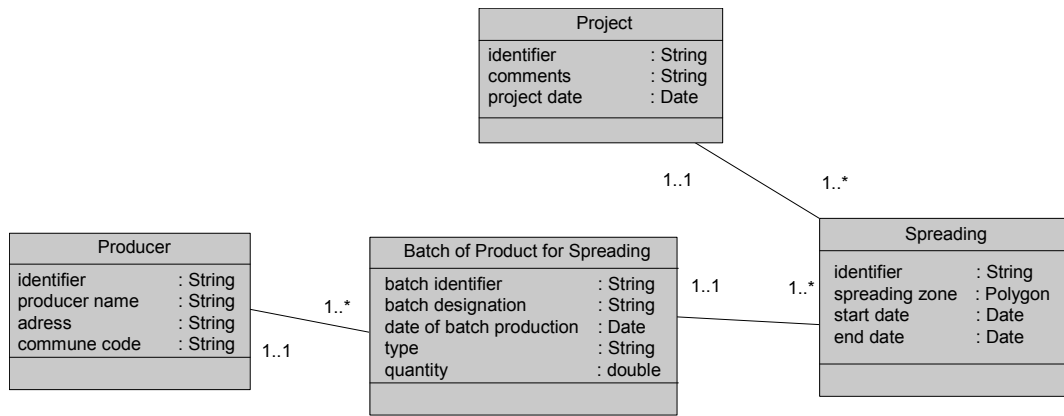 Project
identifier : String
comments : String
project date : Date
1..1
1..*
Producer
identifier : String
producer name : String
adress : String
commune code : String
1..1
1..*
Batch of Product for Spreading
batch identifier : String
batch designation : String
date of batch production : Date
type : String
quantity : double
1..1
1..*
Spreading
identifier : String
spreading zone : Polygon
start date : Date
end date : Date